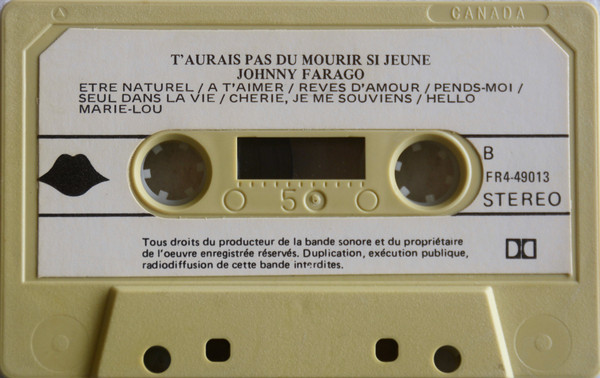 CANADA
T'AURAIS PAS DU MOURIR SI JEUNE
JOHNNY FARAGO
ETRE NATUREL / A T'AIMER / REVES D'AMOUR / PENDS-MOI /
SEUL DANS LA VIE / CHERIE, JE ME SOUVIENS / HELLO
MARIE-LOU
B
FR4-49013
STEREO
50
Tous droits du producteur de la bande sonore et du propriétaire
de l'oeuvre enregistrée réservés. Duplication, exécution publique,
radiodiffusion de cette bande interdites.